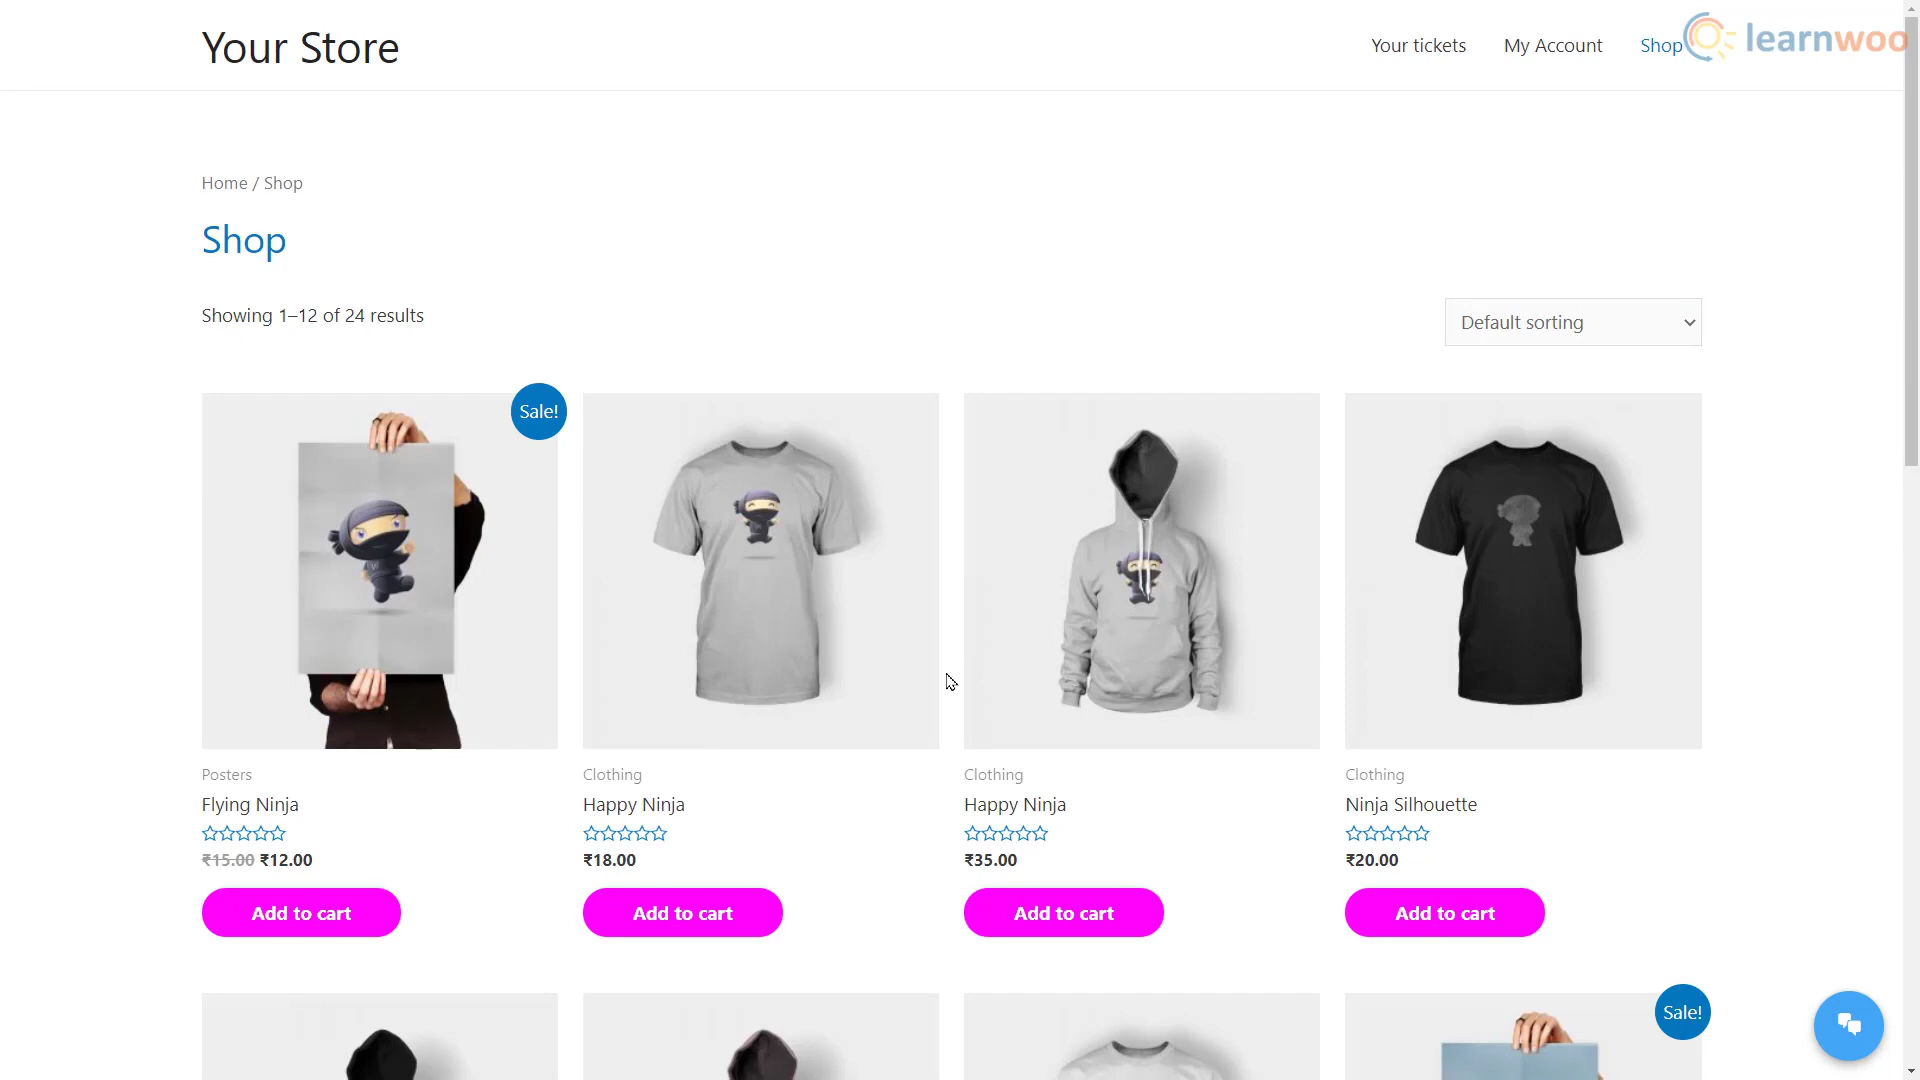 Your Store
Your tickets
My Account
Shop
learnwoo
Home / Shop
Shop
Showing 1–12 of 24 results
Default sorting
Sale!
Posters
Flying Ninja
₹15.00 ₹12.00
Add to cart
Clothing
Happy Ninja
₹18.00
Add to cart
Clothing
Happy Ninja
₹35.00
Add to cart
Clothing
Ninja Silhouette
₹20.00
Add to cart
Sale!